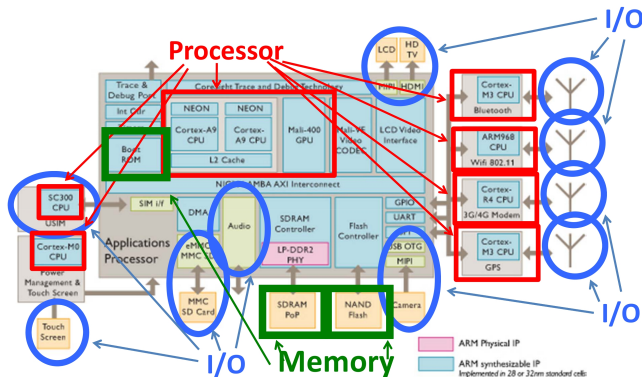 I/O
LCD
HD
TV
Processor
I/O
Trace &
Debug Port
Coresight Trace and Debug Technology
MIPI
HDMI
Cortex-
M3 CPU
Bluetooth
NEON
NEON
Cortex-A9
CPU
Cortex-
A9 CPU
Mali-400
GPU
Mali-VE
Video
CODEC
LCD Video
Interface
L2 Cache
Boot
ROM
ARM968
CPU
Wifi 802.11
AMBA AXI Interconnect
SC300
CPU
USIM
SIM i/f
Cortex-
R4 CPU
3G/4G Modem
GPIO
UART
USB OTG
MIPI
DMA
Audio
SDRAM
Controller
Flash
Controller
LP-DDR2
PHY
eMMC
MMC SD
Applications
Processor
Cortex-M0
CPU
Power
Management &
Touch Screen
Cortex-
M3 CPU
GPS
MMC
SD Card
SDRAM
PoP
NAND
Flash
Camera
Touch
Screen
I/O
I/O
Memory
ARM Physical IP
ARM synthesizable IP
Implemented in 28 or 32nm standard cells